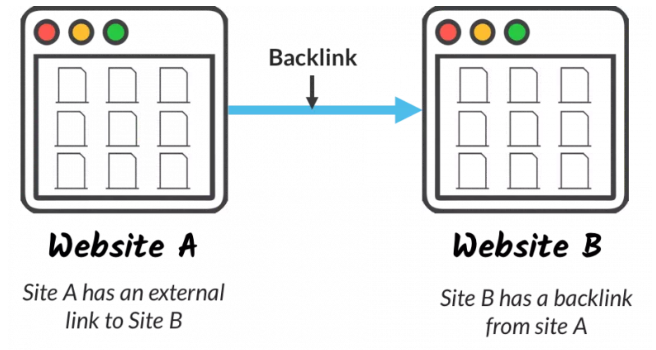 Backlink
Website A
Website B
Site A has an external
link to Site B
Site B has a backlink
from site A